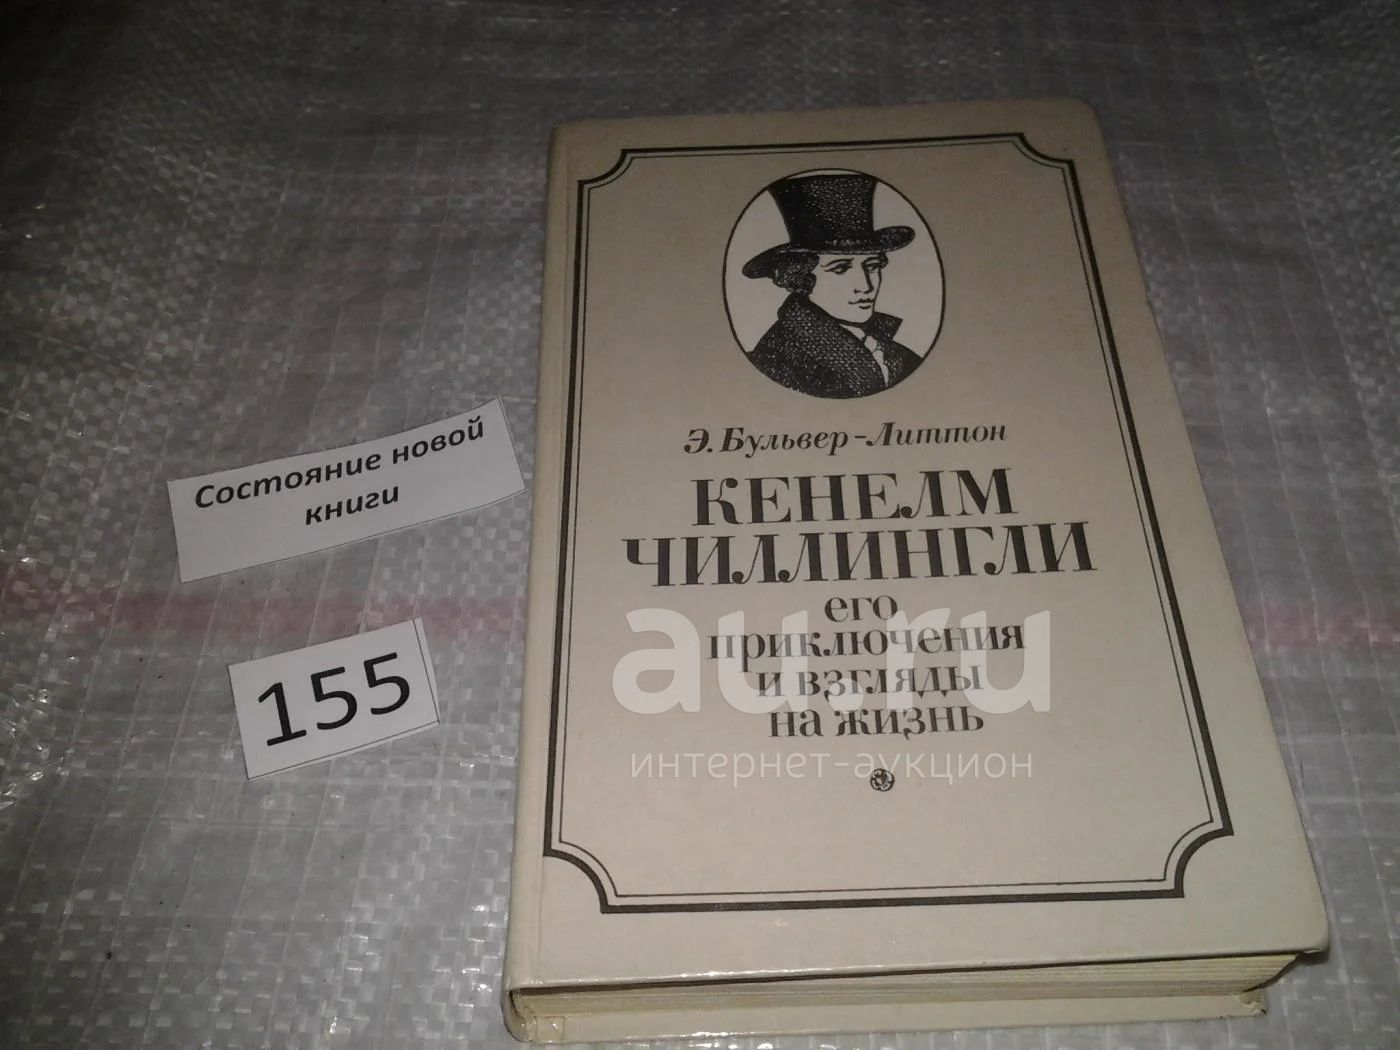 Состояние новой
книги
155
Э. Бульвер-Литтон
КЕНЕЛМ
ЧИЛЛИНГЛИ
его
приключения
и взгляды
на жизнь
au.ru
интернет-аукцион